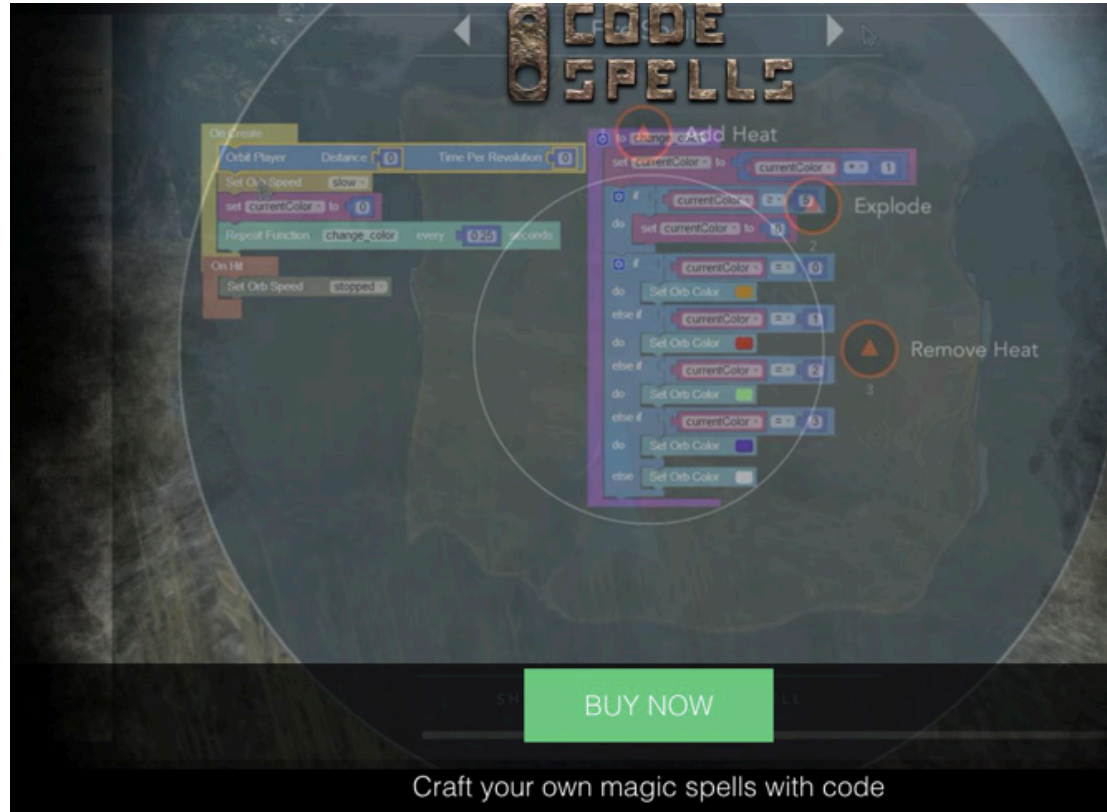 CODE
SPELLS
On Create
Orbit Player Distance 0 Time Per Revolution 0
Set Orb Speed slow
set currentColor to 0
Repeat Function change_color every 0.25 seconds
On Hit
Set Orb Speed stopped
to
Add Heat
set currentColor to currentColor 1
if currentColor
Explode
do set currentColor to
2
if currentColor = 0
do Set Orb Color
else if currentColor = 1
do Set Orb Color
Remove Heat
else if currentColor = 2
3
do Set Orb Color
else if currentColor = 3
do Set Orb Color
else Set Orb Color
BUY NOW
Craft your own magic spells with code